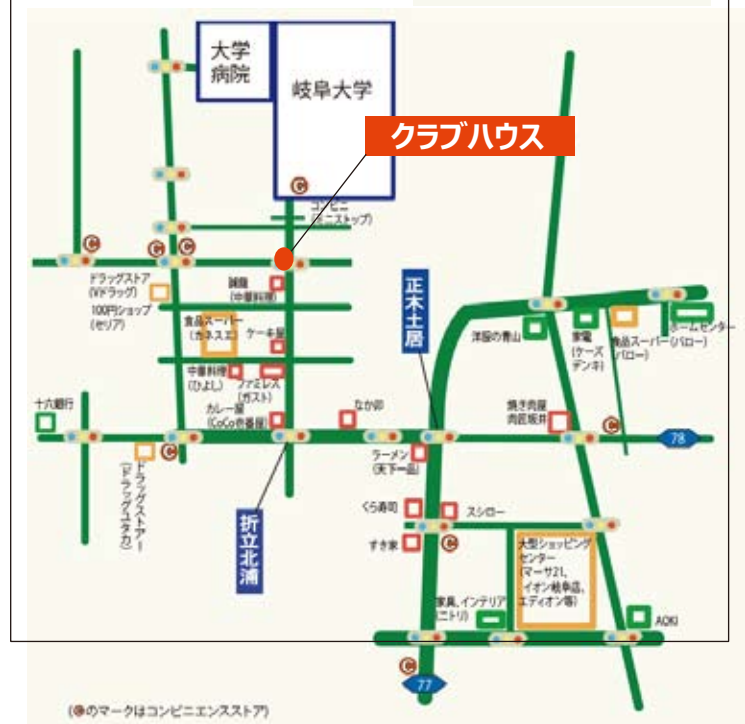 大学
病院
岐阜大学
クラブハウス
C
コンビニ
(ミニストップ)
C
C
C
ドラッグストア
(Vドラッグ)
100円ショップ
(セリア)
誠龍
(中華料理)
食品スーパー
(カネスエ)
ケーキ屋
正木土居
洋服の青山
家電
(ケーズ
デンキ)
食品スーパー
(バロー)
ホームセンター
(バロー)
中華料理
(ひよし)
ファミレス
(ガスト)
十六銀行
カレー屋
(CoCo壱番屋)
なか卯
焼き肉屋
肉匠坂井
C
78
C
ドラッグストアー
(ドラッグユタカ)
ラーメン
(天下一品)
折立北浦
くら寿司
スシロー
すき家
C
大型ショッピング
センター
(マーサ21、
イオン岐阜店、
エディオン等)
家具、インテリア
(ニトリ)
AOKI
C
77
(Cのマークはコンビニエンスストア)